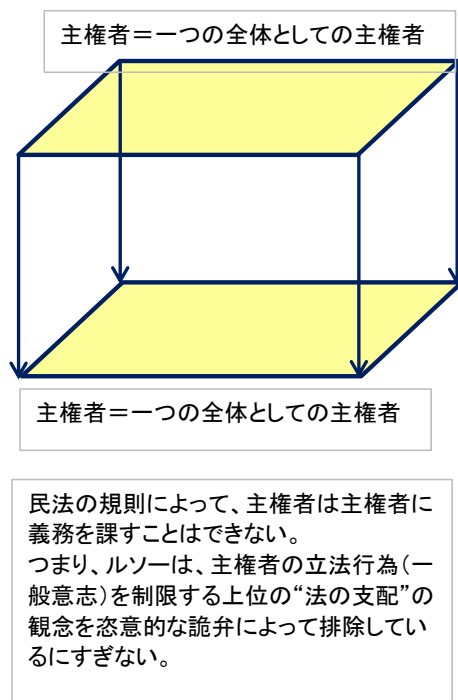 主権者＝一つの全体としての主権者
主権者＝一つの全体としての主権者
民法の規則によって、主権者は主権者に
義務を課すことはできない。
つまり、ルソーは、主権者の立法行為（一
般意志）を制限する上位の“法の支配”の
観念を恣意的な詭弁によって排除してい
るにすぎない。